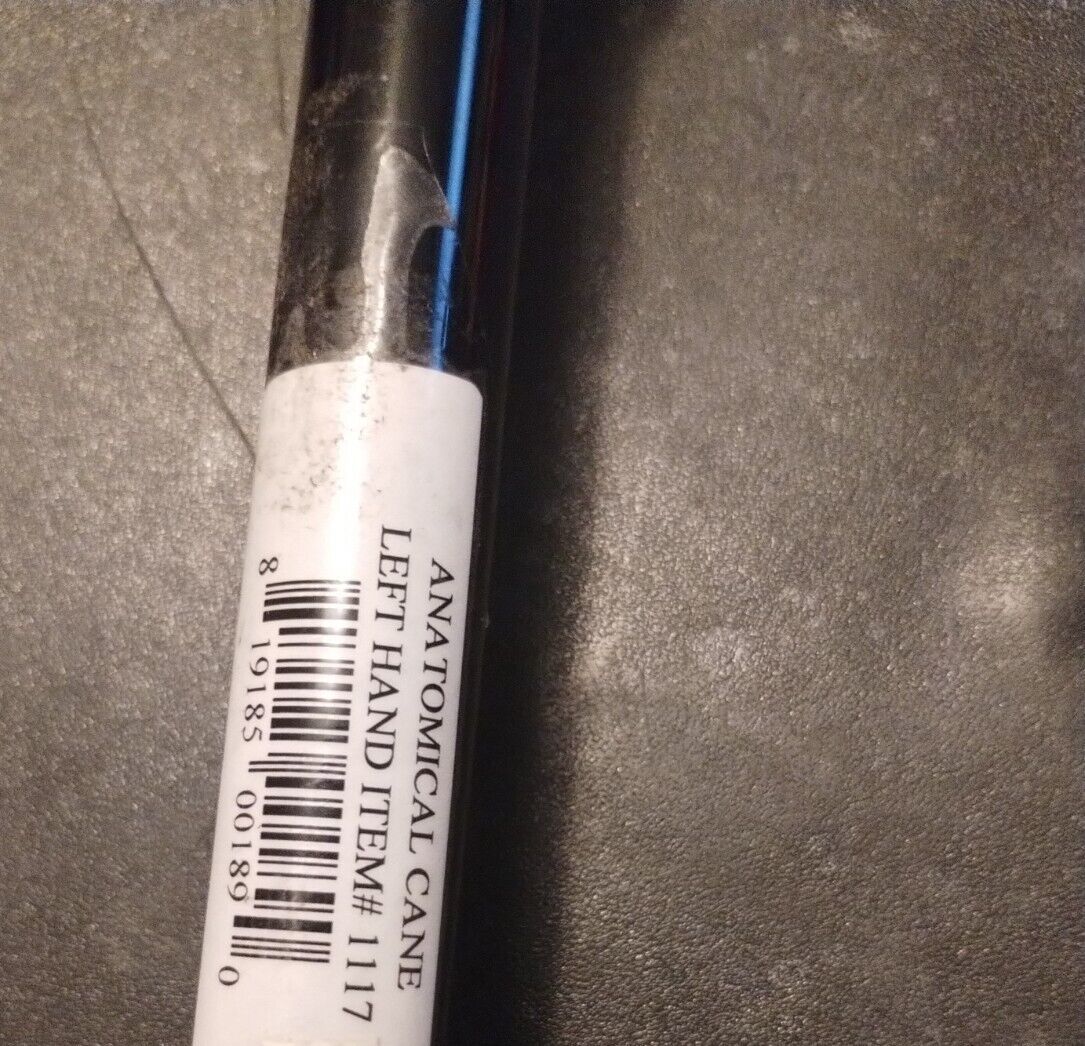 ANATOMICAL CANE
LEFT HAND ITEM# 1117
8 19185 00189 0